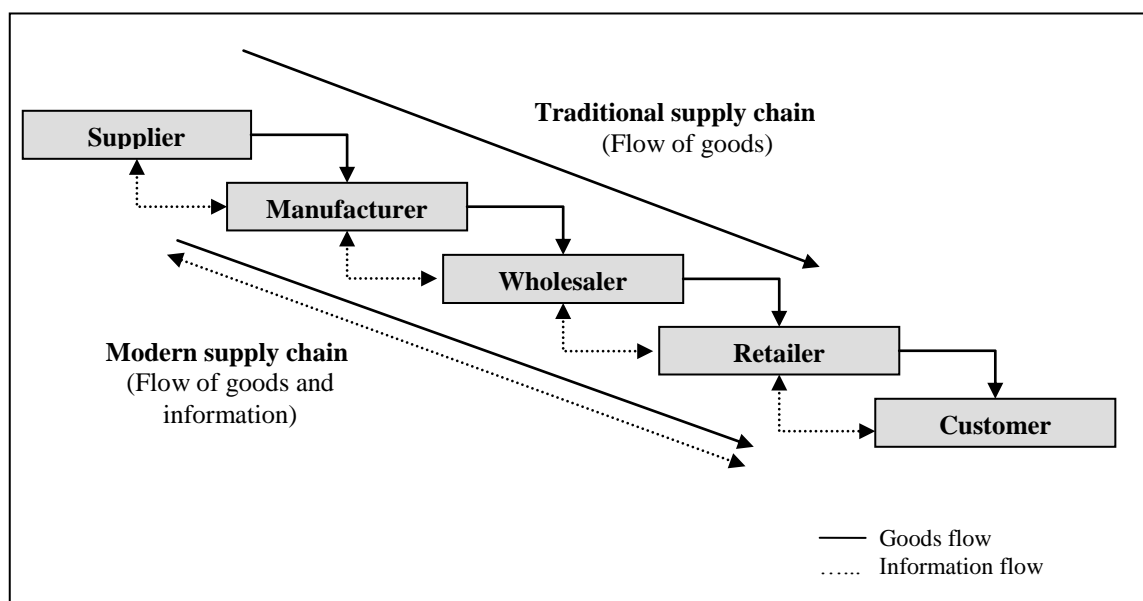 Traditional supply chain
(Flow of goods)
Supplier
Manufacturer
Wholesaler
Retailer
Customer
Modern supply chain
(Flow of goods and
information)
Goods flow
…... Information flow